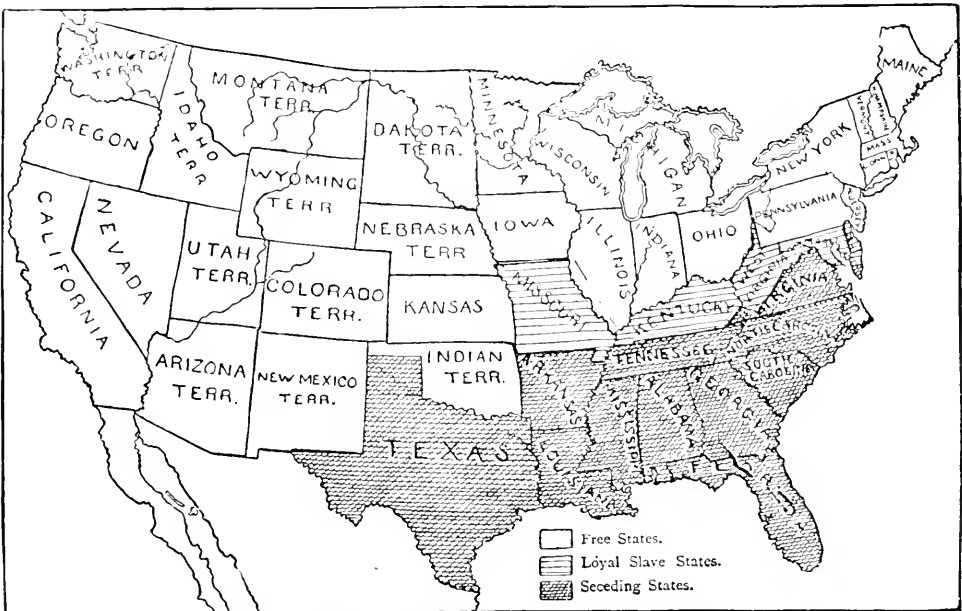 WASHINGTON
TERR
MONTANA
TERR.
IDAHO
TERR
OREGON
DAKOTA
TERR.
MINNESOTA
WISCONSIN
MICHIGAN
MAINE
NEW YORK
MASS
CONN
WYOMING
TERR
NEBRASKA
TERR
IOWA
ILLINOIS
INDIANA
OHIO
PENNSYLVANIA
N. JERSEY
CALIFORNIA
NEVADA
UTAH
TERR.
COLORADO
TERR.
KANSAS
MISSOURI
KENTUCKY
VIRGINIA
ARIZONA
TERR.
NEW MEXICO
TERR.
INDIAN
TERR.
ARKANSAS
TENNESSEE
NORTH CAROLINA
SOUTH
CAROLINA
MISSISSIPPI
ALABAMA
GEORGIA
TEXAS
LOUISIANA
Free States.
Loyal Slave States.
Seceding States.